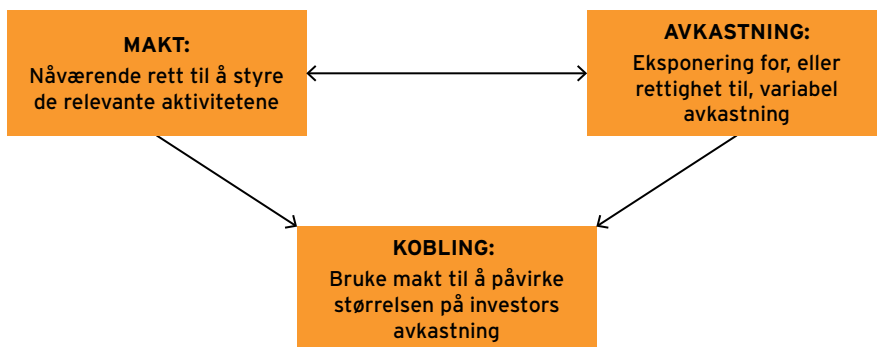 MAKT:
Nåværende rett til å styre
de relevante aktivitetene
AVKASTNING:
Eksponering for, eller
rettighet til, variabel
avkastning
KOBLING:
Bruke makt til å påvirke
størrelsen på investors
avkastning